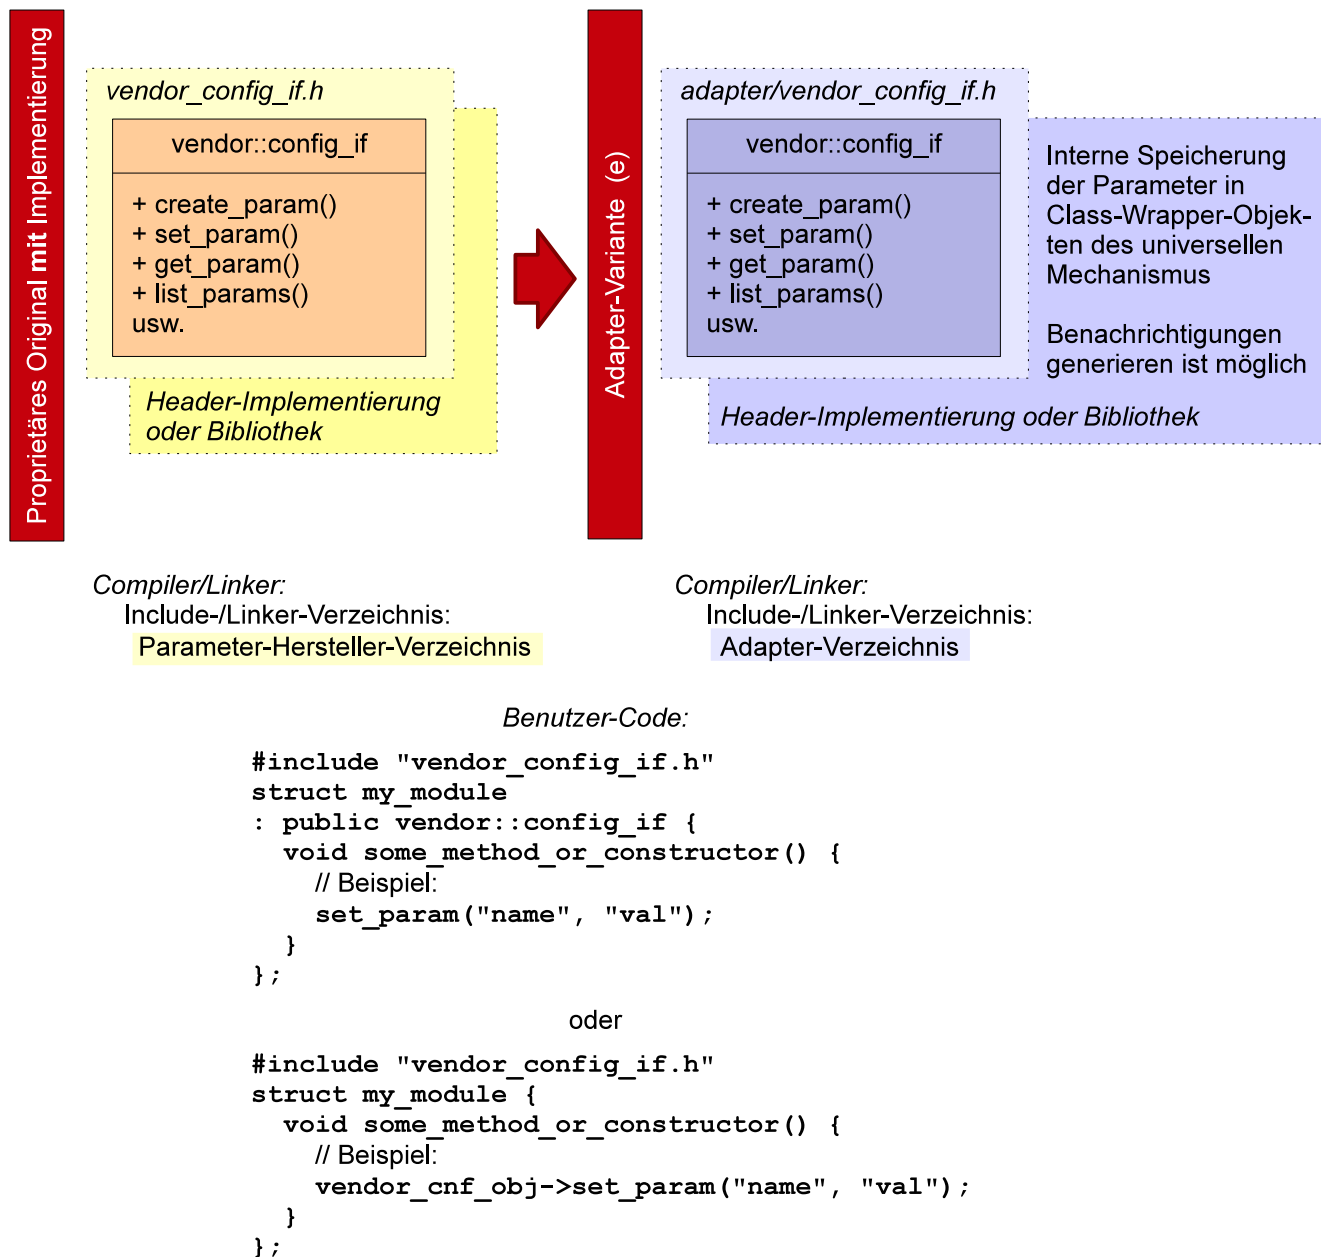 Proprietäres Original mit Implementierung
vendor_config_if.h
vendor::config_if
+ create_param()
+ set_param()
+ get_param()
+ list_params()
usw.
Header-Implementierung
oder Bibliothek
Adapter-Variante (e)
adapter/vendor_config_if.h
vendor::config_if
+ create_param()
+ set_param()
+ get_param()
+ list_params()
usw.
Interne Speicherung
der Parameter in
Class-Wrapper-Objek-
ten des universellen
Mechanismus
Benachrichtigungen
generieren ist möglich
Header-Implementierung oder Bibliothek
Compiler/Linker:
Include-/Linker-Verzeichnis:
Parameter-Hersteller-Verzeichnis
Compiler/Linker:
Include-/Linker-Verzeichnis:
Adapter-Verzeichnis
Benutzer-Code:
#include "vendor_config_if.h"
struct my_module
: public vendor::config_if {
void some_method_or_constructor() {
// Beispiel:
set_param("name", "val");
}
};
oder
#include "vendor_config_if.h"
struct my_module {
void some_method_or_constructor() {
// Beispiel:
vendor_cnf_obj->set_param("name", "val");
}
};